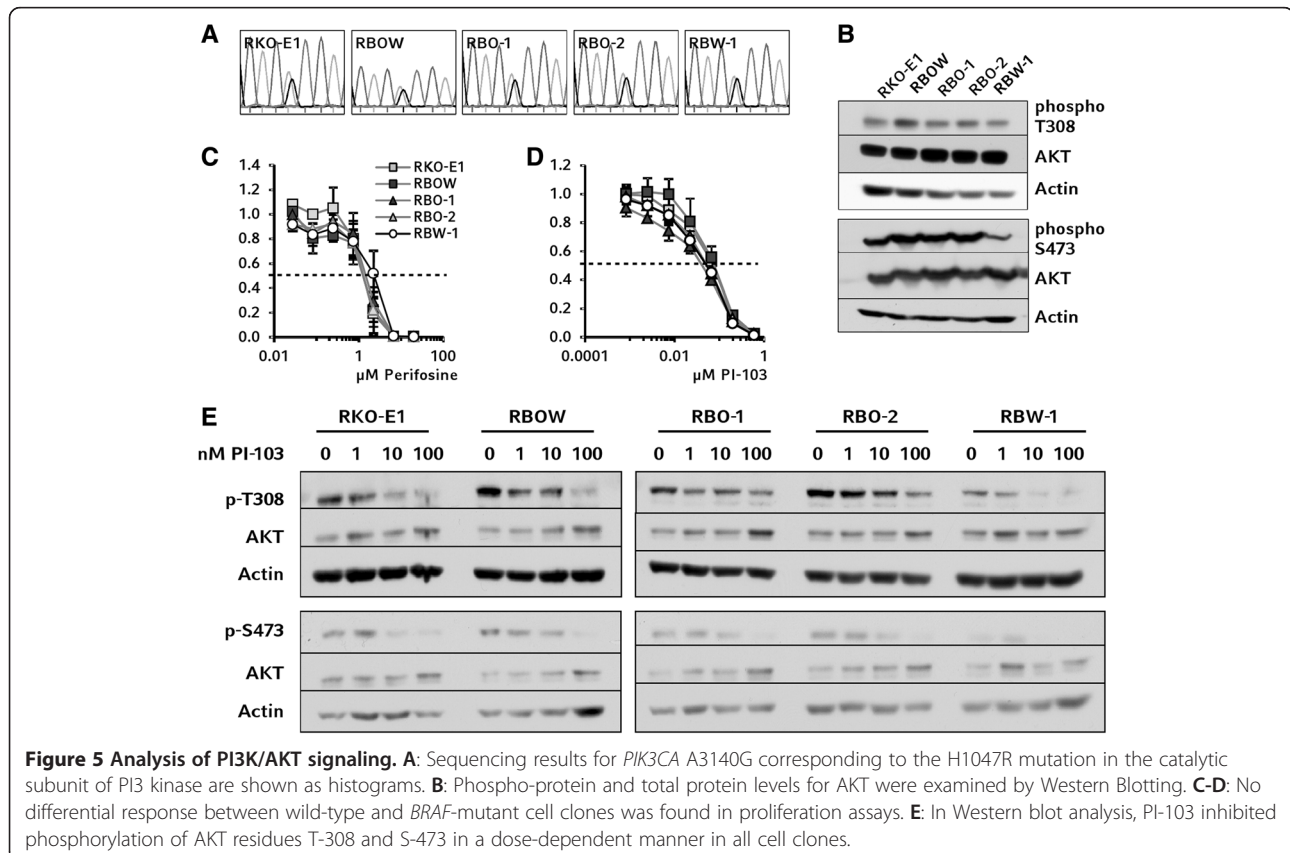 A
RKO-E1 RBOW RBO-1 RBO-2 RBW-1
B
RKO-E1 RBOW RBO-1 RBO-2 RBW-1
phospho
T308
AKT
Actin
phospho
S473
AKT
Actin
C
1.4
1.2
1.0
0.8
0.6
0.4
0.2
0.0
0.01 1 100
µM Perifosine
RKO-E1
RBOW
RBO-1
RBO-2
RBW-1
D
1.2
1.0
0.8
0.6
0.4
0.2
0.0
0.0001 0.01 1
µM PI-103
E
RKO-E1 RBOW RBO-1 RBO-2 RBW-1
nM PI-103 0 1 10 100 0 1 10 100 0 1 10 100 0 1 10 100 0 1 10 100
p-T308
AKT
Actin
p-S473
AKT
Actin
Figure 5 Analysis of PI3K/AKT signaling. A: Sequencing results for PIK3CA A3140G corresponding to the H1047R mutation in the catalytic
subunit of PI3 kinase are shown as histograms. B: Phospho-protein and total protein levels for AKT were examined by Western Blotting. C-D: No
differential response between wild-type and BRAF-mutant cell clones was found in proliferation assays. E: In Western blot analysis, PI-103 inhibited
phosphorylation of AKT residues T-308 and S-473 in a dose-dependent manner in all cell clones.